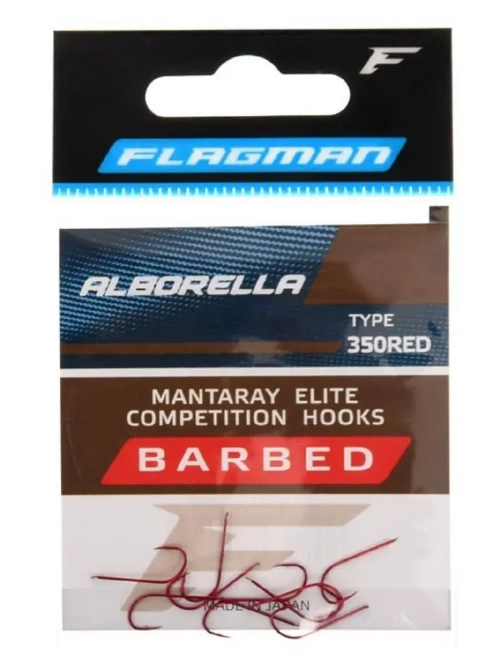 F
FLAGMAN
ALBORELLA
TYPE
350RED
MANTARAY ELITE
COMPETITION HOOKS
BARBED
MADE IN JAPAN